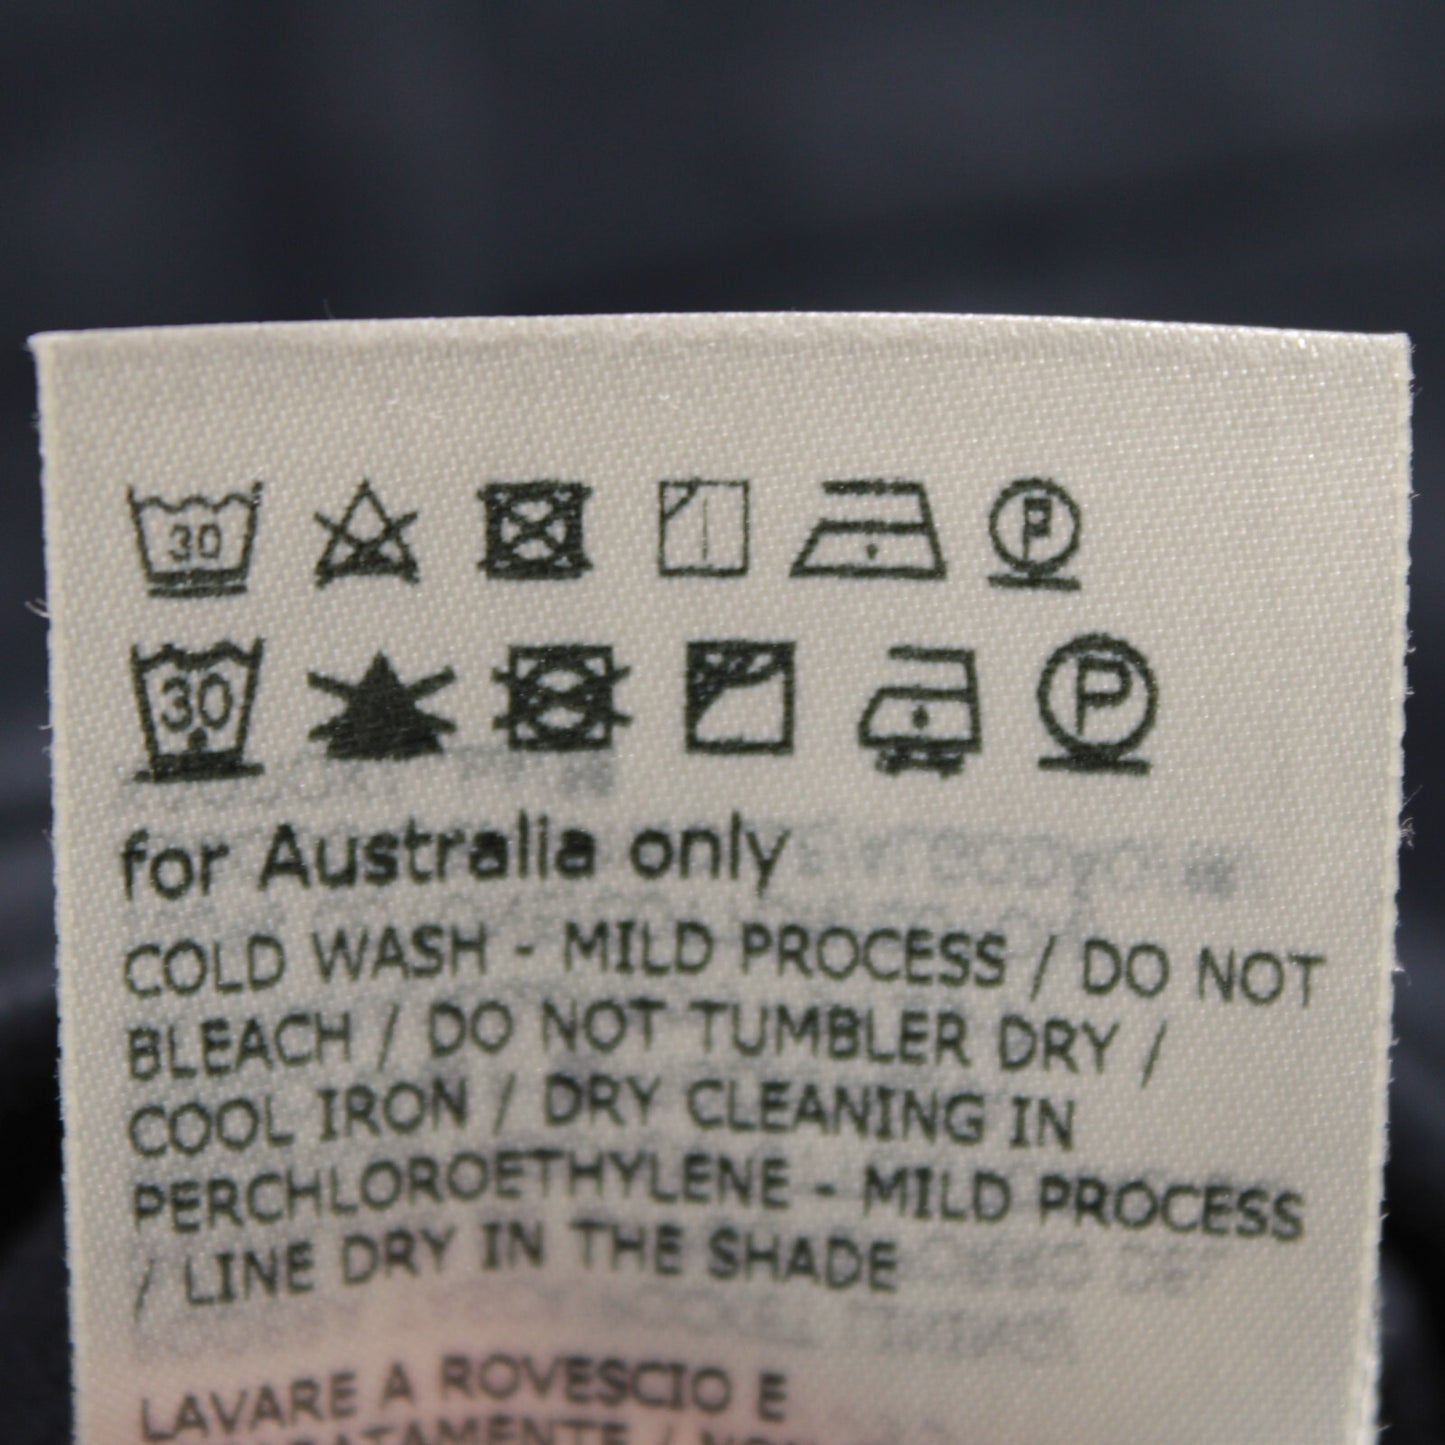 30 P
30 P
for Australia only
COLD WASH - MILD PROCESS / DO NOT
BLEACH / DO NOT TUMBLER DRY /
COOL IRON / DRY CLEANING IN
PERCHLOROETHYLENE - MILD PROCESS
/ LINE DRY IN THE SHADE
LAVARE A ROVESCIO E